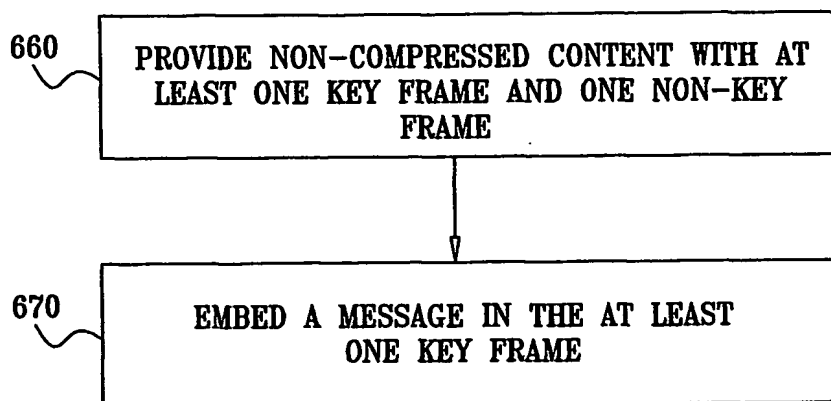 660
PROVIDE NON-COMPRESSED CONTENT WITH AT
LEAST ONE KEY FRAME AND ONE NON-KEY
FRAME
670
EMBED A MESSAGE IN THE AT LEAST
ONE KEY FRAME